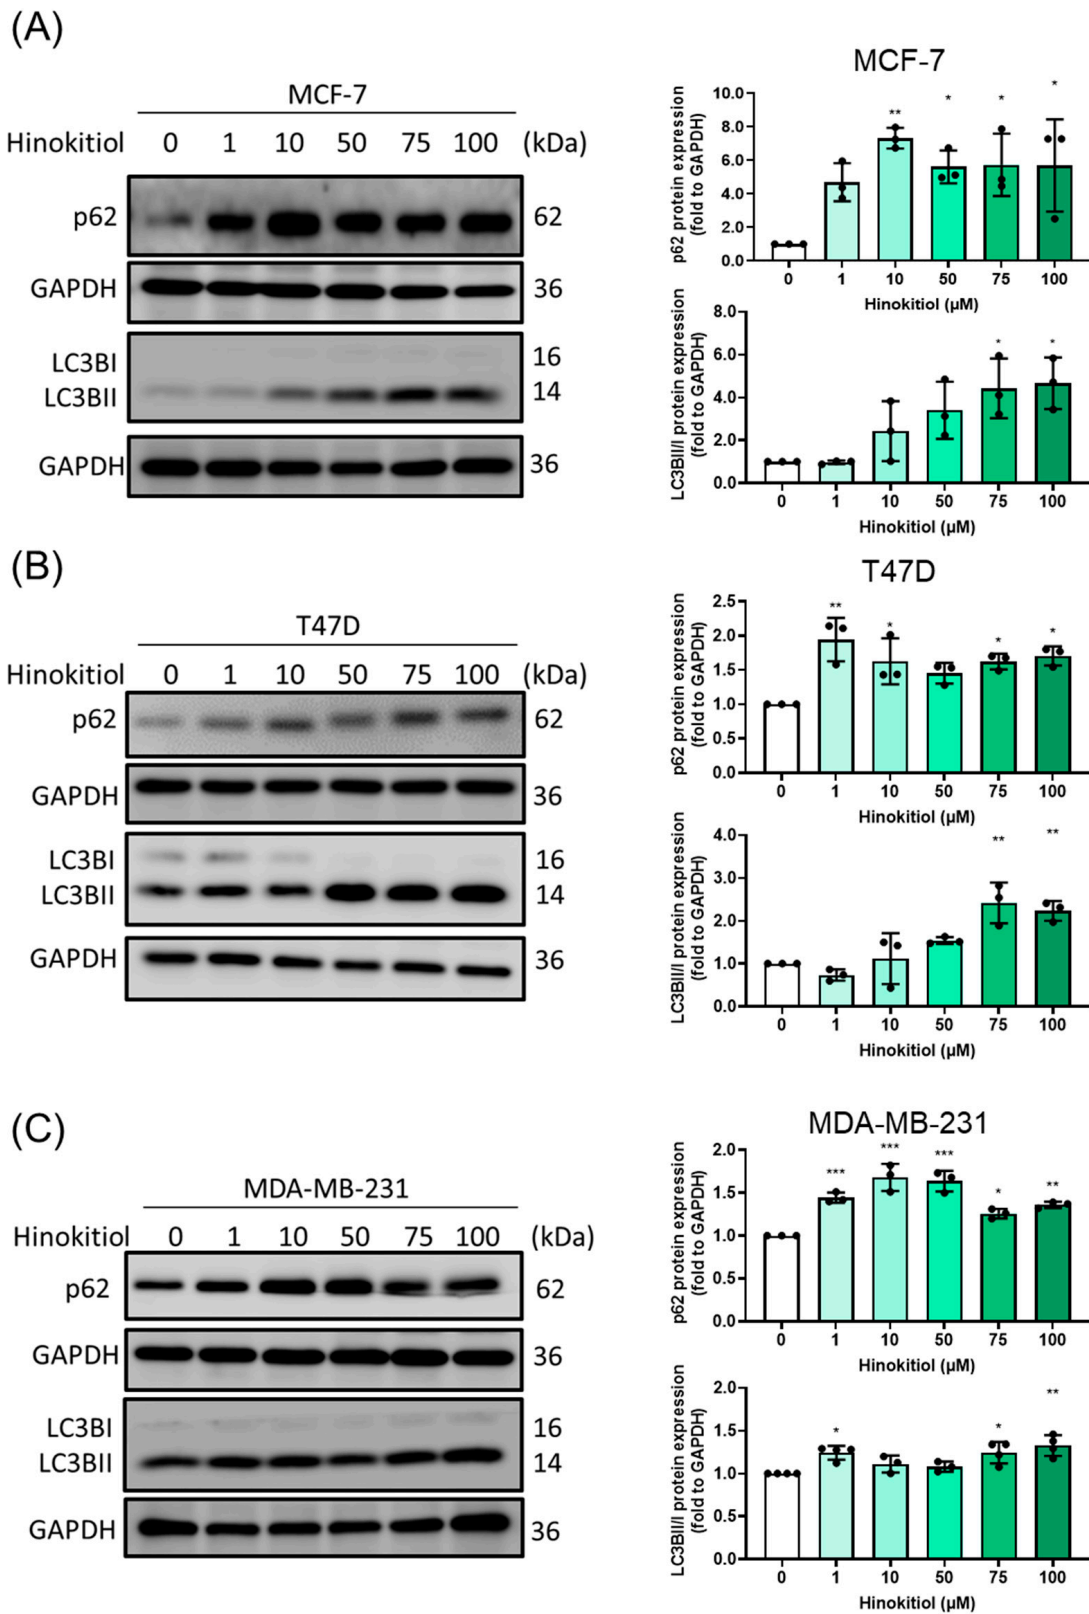 (A)
MCF-7
Hinokitiol 0 1 10 50 75 100 (kDa)
p62 62
GAPDH 36
LC3BI 16
LC3BII 14
GAPDH 36
MCF-7
p62 protein expression
(fold to GAPDH)
10.0
8.0
6.0
4.0
2.0
0.0
** * * *
0 1 10 50 75 100
Hinokitiol (µM)
LC3BII/I protein expression
(fold to GAPDH)
8.0
6.0
4.0
2.0
0.0
* *
0 1 10 50 75 100
Hinokitiol (µM)
(B)
T47D
Hinokitiol 0 1 10 50 75 100 (kDa)
p62 62
GAPDH 36
LC3BI 16
LC3BII 14
GAPDH 36
T47D
p62 protein expression
(fold to GAPDH)
2.5
2.0
1.5
1.0
0.5
0.0
** * * *
0 1 10 50 75 100
Hinokitiol (µM)
LC3BII/I protein expression
(fold to GAPDH)
4.0
3.0
2.0
1.0
0.0
** **
0 1 10 50 75 100
Hinokitiol (µM)
(C)
MDA-MB-231
Hinokitiol 0 1 10 50 75 100 (kDa)
p62 62
GAPDH 36
LC3BI 16
LC3BII 14
GAPDH 36
MDA-MB-231
p62 protein expression
(fold to GAPDH)
2.0
1.5
1.0
0.5
0.0
*** *** *** * **
0 1 10 50 75 100
Hinokitiol (µM)
LC3BII/I protein expression
(fold to GAPDH)
2.0
1.5
1.0
0.5
0.0
* * **
0 1 10 50 75 100
Hinokitiol (µM)